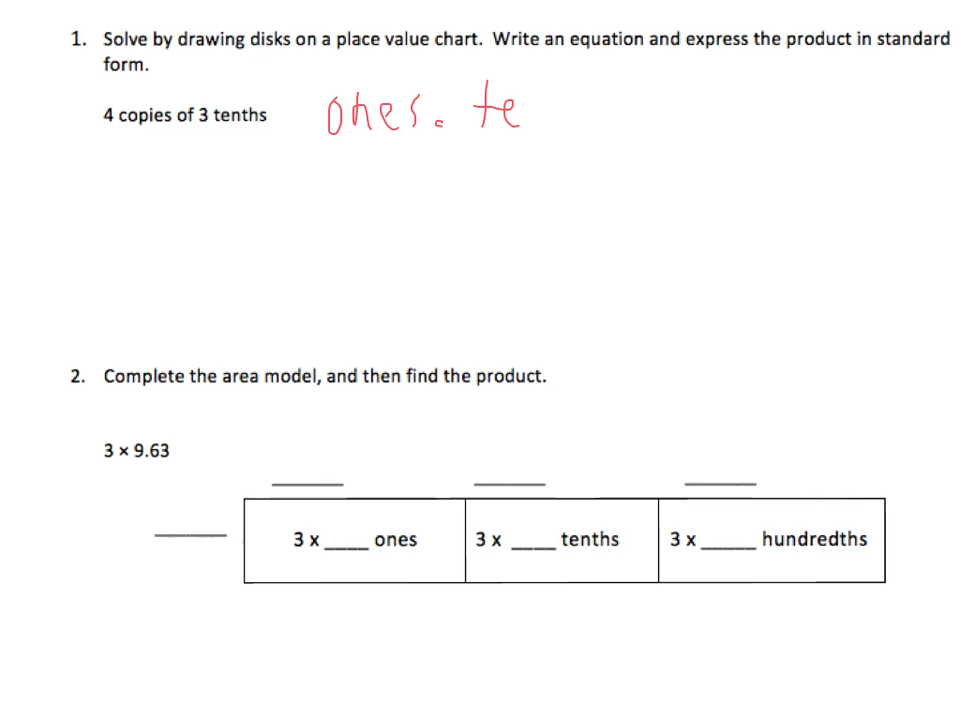 1. Solve by drawing disks on a place value chart. Write an equation and express the product in standard
form.
4 copies of 3 tenths ones. te
2. Complete the area model, and then find the product.
3 × 9.63
3 x ____ ones 3 x ____ tenths 3 x _____ hundredths